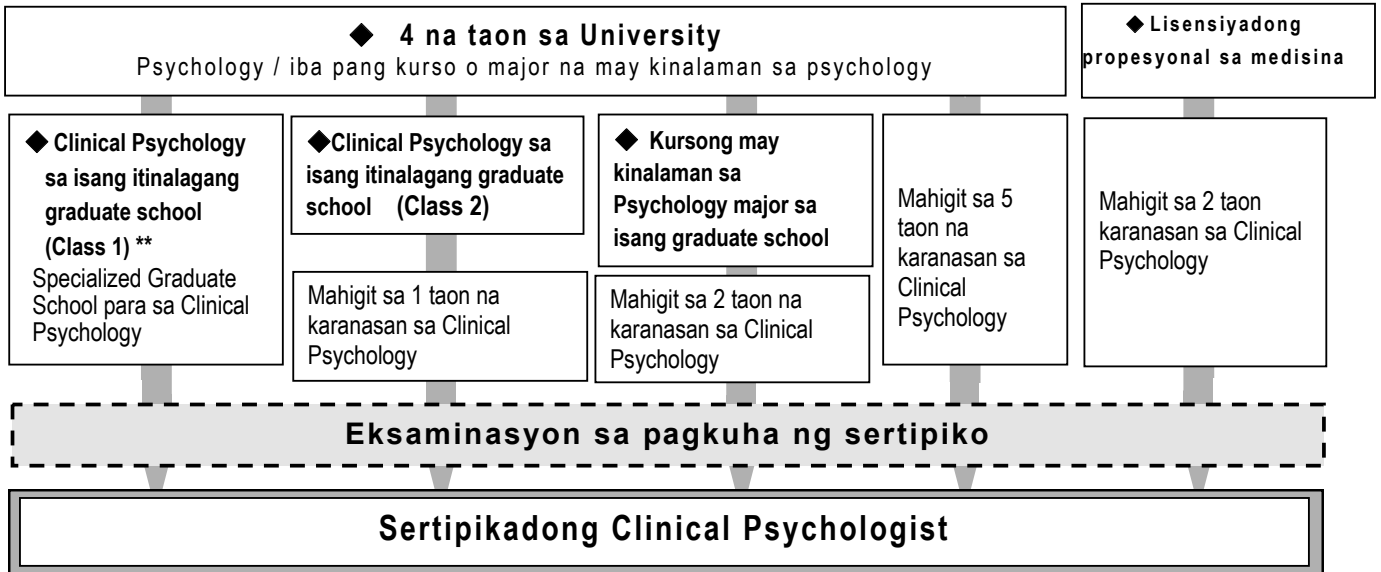 ◆ 4 na taon sa University
Psychology / iba pang kurso o major na may kinalaman sa psychology
◆ Lisensiyadong
propesyonal sa medisina
◆ Clinical Psychology
sa isang itinalagang
graduate school
(Class 1) **
Specialized Graduate
School para sa Clinical
Psychology
◆Clinical Psychology sa
isang itinalagang graduate
school (Class 2)
Mahigit sa 1 taon na
karanasan sa Clinical
Psychology
◆ Kursong may
kinalaman sa
Psychology major sa
isang graduate school
Mahigit sa 2 taon na
karanasan sa Clinical
Psychology
Mahigit sa 5
taon na
karanasan sa
Clinical
Psychology
Mahigit sa 2 taon
karanasan sa Clinical
Psychology
Eksaminasyon sa pagkuha ng sertipiko
Sertipikadong Clinical Psychologist